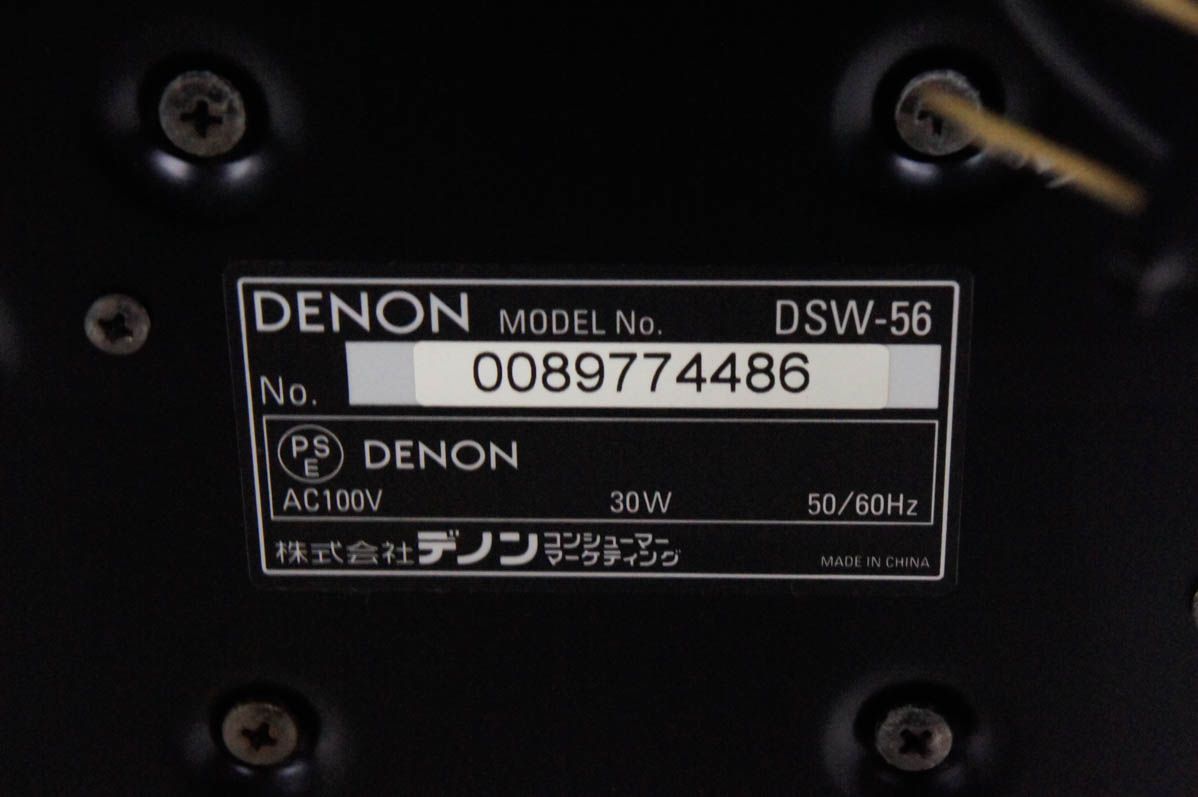 DENON MODEL No. DSW-56
No. 0089774486
PS
E DENON
AC100V 30W 50/60Hz
株式会社デノン コンシューマー
マーケティング
MADE IN CHINA